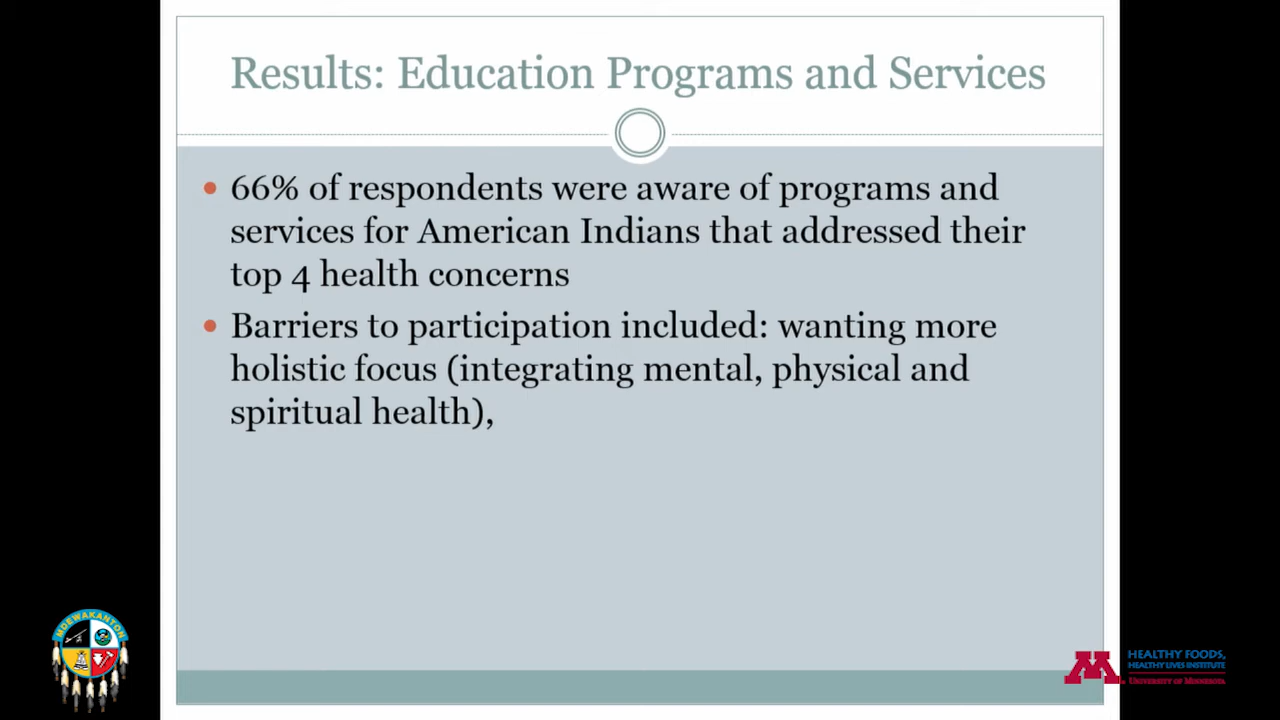 Results: Education Programs and Services
66% of respondents were aware of programs and
services for American Indians that addressed their
top 4 health concerns
Barriers to participation included: wanting more
holistic focus (integrating mental, physical and
spiritual health),
MDEWAKANTON
M
HEALTHY FOODS,
HEALTHY LIVES INSTITUTE
UNIVERSITY OF MINNESOTA